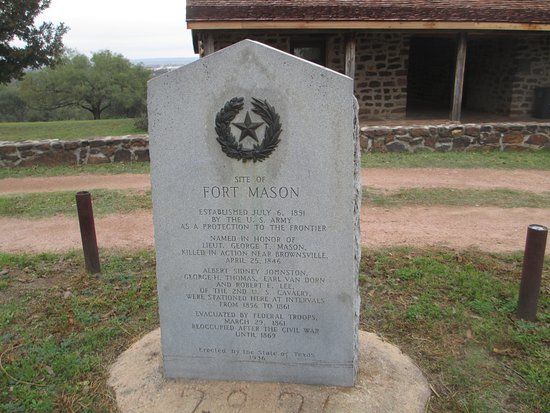 SITE OF
FORT MASON
ESTABLISHED JULY 6, 1851
BY THE U. S. ARMY
AS A PROTECTION TO THE FRONTIER
NAMED IN HONOR OF
LIEUT. GEORGE T. MASON,
KILLED IN ACTION NEAR BROWNSVILLE,
APRIL 25, 1846
ALBERT SIDNEY JOHNSTON,
GEORGE H. THOMAS, EARL VAN DORN
AND ROBERT E. LEE,
OF THE 2ND U. S. CAVALRY,
WERE STATIONED HERE AT INTERVALS
FROM 1856 TO 1861
EVACUATED BY FEDERAL TROOPS,
MARCH 29, 1861
REOCCUPIED AFTER THE CIVIL WAR
UNTIL 1869
Erected by the State of Texas
1936